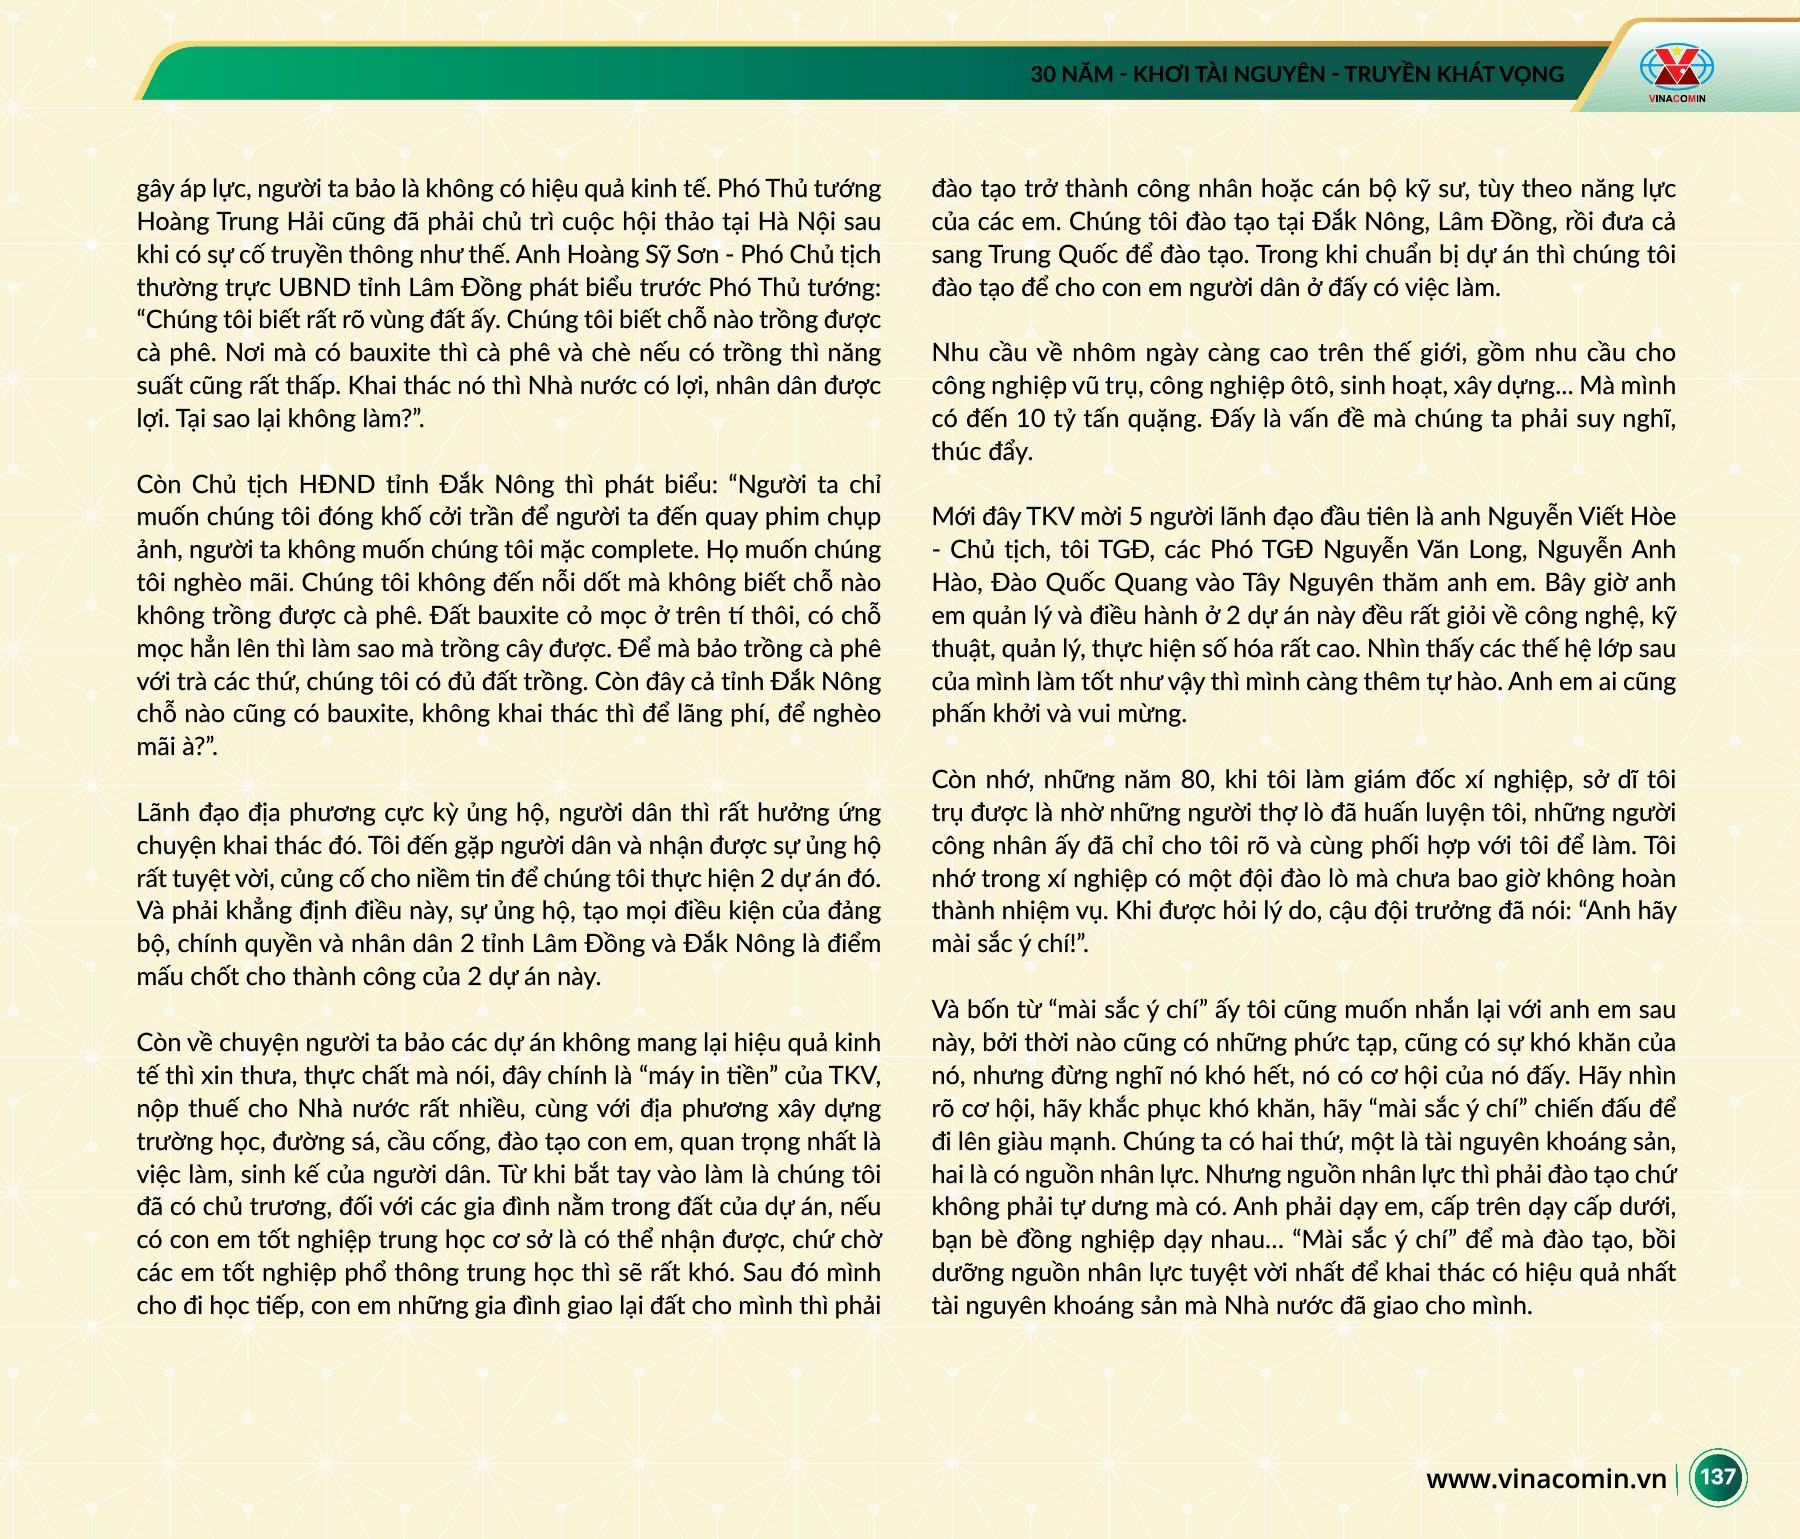 30 NĂM - KHƠI TÀI NGUYÊN - TRUYỀN KHÁT VỌNG
VINACOMIN
gây áp lực, người ta bảo là không có hiệu quả kinh tế. Phó Thủ tướng
Hoàng Trung Hải cũng đã phải chủ trì cuộc hội thảo tại Hà Nội sau
khi có sự cố truyền thông như thế. Anh Hoàng Sỹ Sơn - Phó Chủ tịch
thường trực UBND tỉnh Lâm Đồng phát biểu trước Phó Thủ tướng:
“Chúng tôi biết rất rõ vùng đất ấy. Chúng tôi biết chỗ nào trồng được
cà phê. Nơi mà có bauxite thì cà phê và chè nếu có trồng thì năng
suất cũng rất thấp. Khai thác nó thì Nhà nước có lợi, nhân dân được
lợi. Tại sao lại không làm?”.
Còn Chủ tịch HĐND tỉnh Đắk Nông thì phát biểu: “Người ta chỉ
muốn chúng tôi đóng khố cởi trần để người ta đến quay phim chụp
ảnh, người ta không muốn chúng tôi mặc complete. Họ muốn chúng
tôi nghèo mãi. Chúng tôi không đến nỗi dốt mà không biết chỗ nào
không trồng được cà phê. Đất bauxite cỏ mọc ở trên tí thôi, có chỗ
mọc hẳn lên thì làm sao mà trồng cây được. Để mà bảo trồng cà phê
với trà các thứ, chúng tôi có đủ đất trồng. Còn đây cả tỉnh Đắk Nông
chỗ nào cũng có bauxite, không khai thác thì để lãng phí, để nghèo
mãi à?”.
Lãnh đạo địa phương cực kỳ ủng hộ, người dân thì rất hưởng ứng
chuyện khai thác đó. Tôi đến gặp người dân và nhận được sự ủng hộ
rất tuyệt vời, củng cố cho niềm tin để chúng tôi thực hiện 2 dự án đó.
Và phải khẳng định điều này, sự ủng hộ, tạo mọi điều kiện của đảng
bộ, chính quyền và nhân dân 2 tỉnh Lâm Đồng và Đắk Nông là điểm
mấu chốt cho thành công của 2 dự án này.
Còn về chuyện người ta bảo các dự án không mang lại hiệu quả kinh
tế thì xin thưa, thực chất mà nói, đây chính là “máy in tiền” của TKV,
nộp thuế cho Nhà nước rất nhiều, cùng với địa phương xây dựng
trường học, đường sá, cầu cống, đào tạo con em, quan trọng nhất là
việc làm, sinh kế của người dân. Từ khi bắt tay vào làm là chúng tôi
đã có chủ trương, đối với các gia đình nằm trong đất của dự án, nếu
có con em tốt nghiệp trung học cơ sở là có thể nhận được, chứ chờ
các em tốt nghiệp phổ thông trung học thì sẽ rất khó. Sau đó mình
cho đi học tiếp, con em những gia đình giao lại đất cho mình thì phải
đào tạo trở thành công nhân hoặc cán bộ kỹ sư, tùy theo năng lực
của các em. Chúng tôi đào tạo tại Đắk Nông, Lâm Đồng, rồi đưa cả
sang Trung Quốc để đào tạo. Trong khi chuẩn bị dự án thì chúng tôi
đào tạo để cho con em người dân ở đấy có việc làm.
Nhu cầu về nhôm ngày càng cao trên thế giới, gồm nhu cầu cho
công nghiệp vũ trụ, công nghiệp ôtô, sinh hoạt, xây dựng... Mà mình
có đến 10 tỷ tấn quặng. Đấy là vấn đề mà chúng ta phải suy nghĩ,
thúc đẩy.
Mới đây TKV mời 5 người lãnh đạo đầu tiên là anh Nguyễn Viết Hòe
- Chủ tịch, tôi TGĐ, các Phó TGĐ Nguyễn Văn Long, Nguyễn Anh
Hào, Đào Quốc Quang vào Tây Nguyên thăm anh em. Bây giờ anh
em quản lý và điều hành ở 2 dự án này đều rất giỏi về công nghệ, kỹ
thuật, quản lý, thực hiện số hóa rất cao. Nhìn thấy các thế hệ lớp sau
của mình làm tốt như vậy thì mình càng thêm tự hào. Anh em ai cũng
phấn khởi và vui mừng.
Còn nhớ, những năm 80, khi tôi làm giám đốc xí nghiệp, sở dĩ tôi
trụ được là nhờ những người thợ lò đã huấn luyện tôi, những người
công nhân ấy đã chỉ cho tôi rõ và cùng phối hợp với tôi để làm. Tôi
nhớ trong xí nghiệp có một đội đào lò mà chưa bao giờ không hoàn
thành nhiệm vụ. Khi được hỏi lý do, cậu đội trưởng đã nói: “Anh hãy
mài sắc ý chí!”.
Và bốn từ “mài sắc ý chí” ấy tôi cũng muốn nhắn lại với anh em sau
này, bởi thời nào cũng có những phức tạp, cũng có sự khó khăn của
nó, nhưng đừng nghĩ nó khó hết, nó có cơ hội của nó đấy. Hãy nhìn
rõ cơ hội, hãy khắc phục khó khăn, hãy “mài sắc ý chí” chiến đấu để
đi lên giàu mạnh. Chúng ta có hai thứ, một là tài nguyên khoáng sản,
hai là có nguồn nhân lực. Nhưng nguồn nhân lực thì phải đào tạo chứ
không phải tự dưng mà có. Anh phải dạy em, cấp trên dạy cấp dưới,
bạn bè đồng nghiệp dạy nhau... “Mài sắc ý chí” để mà đào tạo, bồi
dưỡng nguồn nhân lực tuyệt vời nhất để khai thác có hiệu quả nhất
tài nguyên khoáng sản mà Nhà nước đã giao cho mình.
www.vinacomin.vn 137